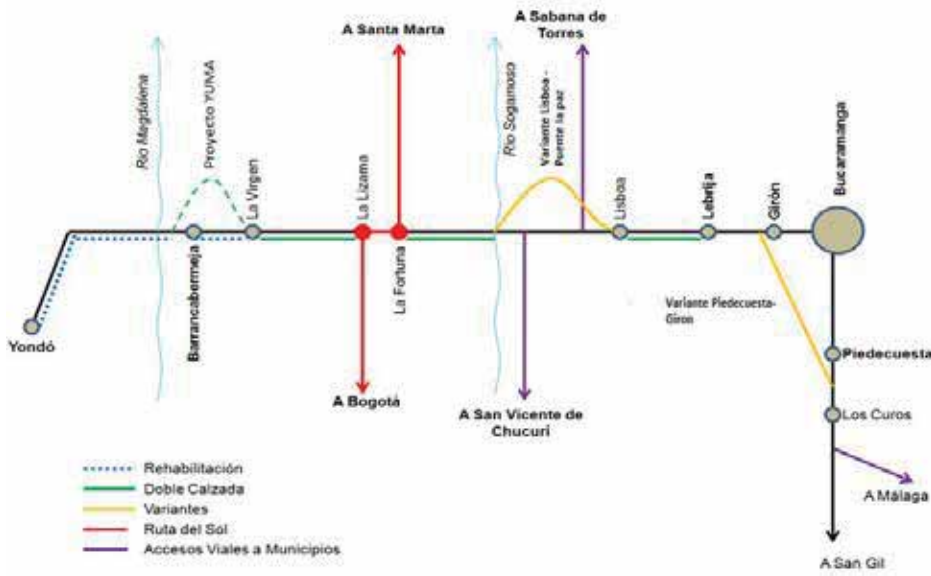 A Santa Marta
A Sabana de
Torres
Rio Magdalena
Proyecto YUMA
La Virgen
La Lizama
Rio Sogamoso
Variante Lisboa -
Puente la paz
Lisboa
Lebrija
Girón
Bucaramanga
Yondó
Barrancabermeja
La Fortuna
A Bogotá
A San Vicente de
Chucurí
Variante Piedecuesta-
Giron
Piedecuesta
Los Curos
A Málaga
A San Gil
Rehabilitación
Doble Calzada
Variantes
Ruta del Sol
Accesos Viales a Municipios